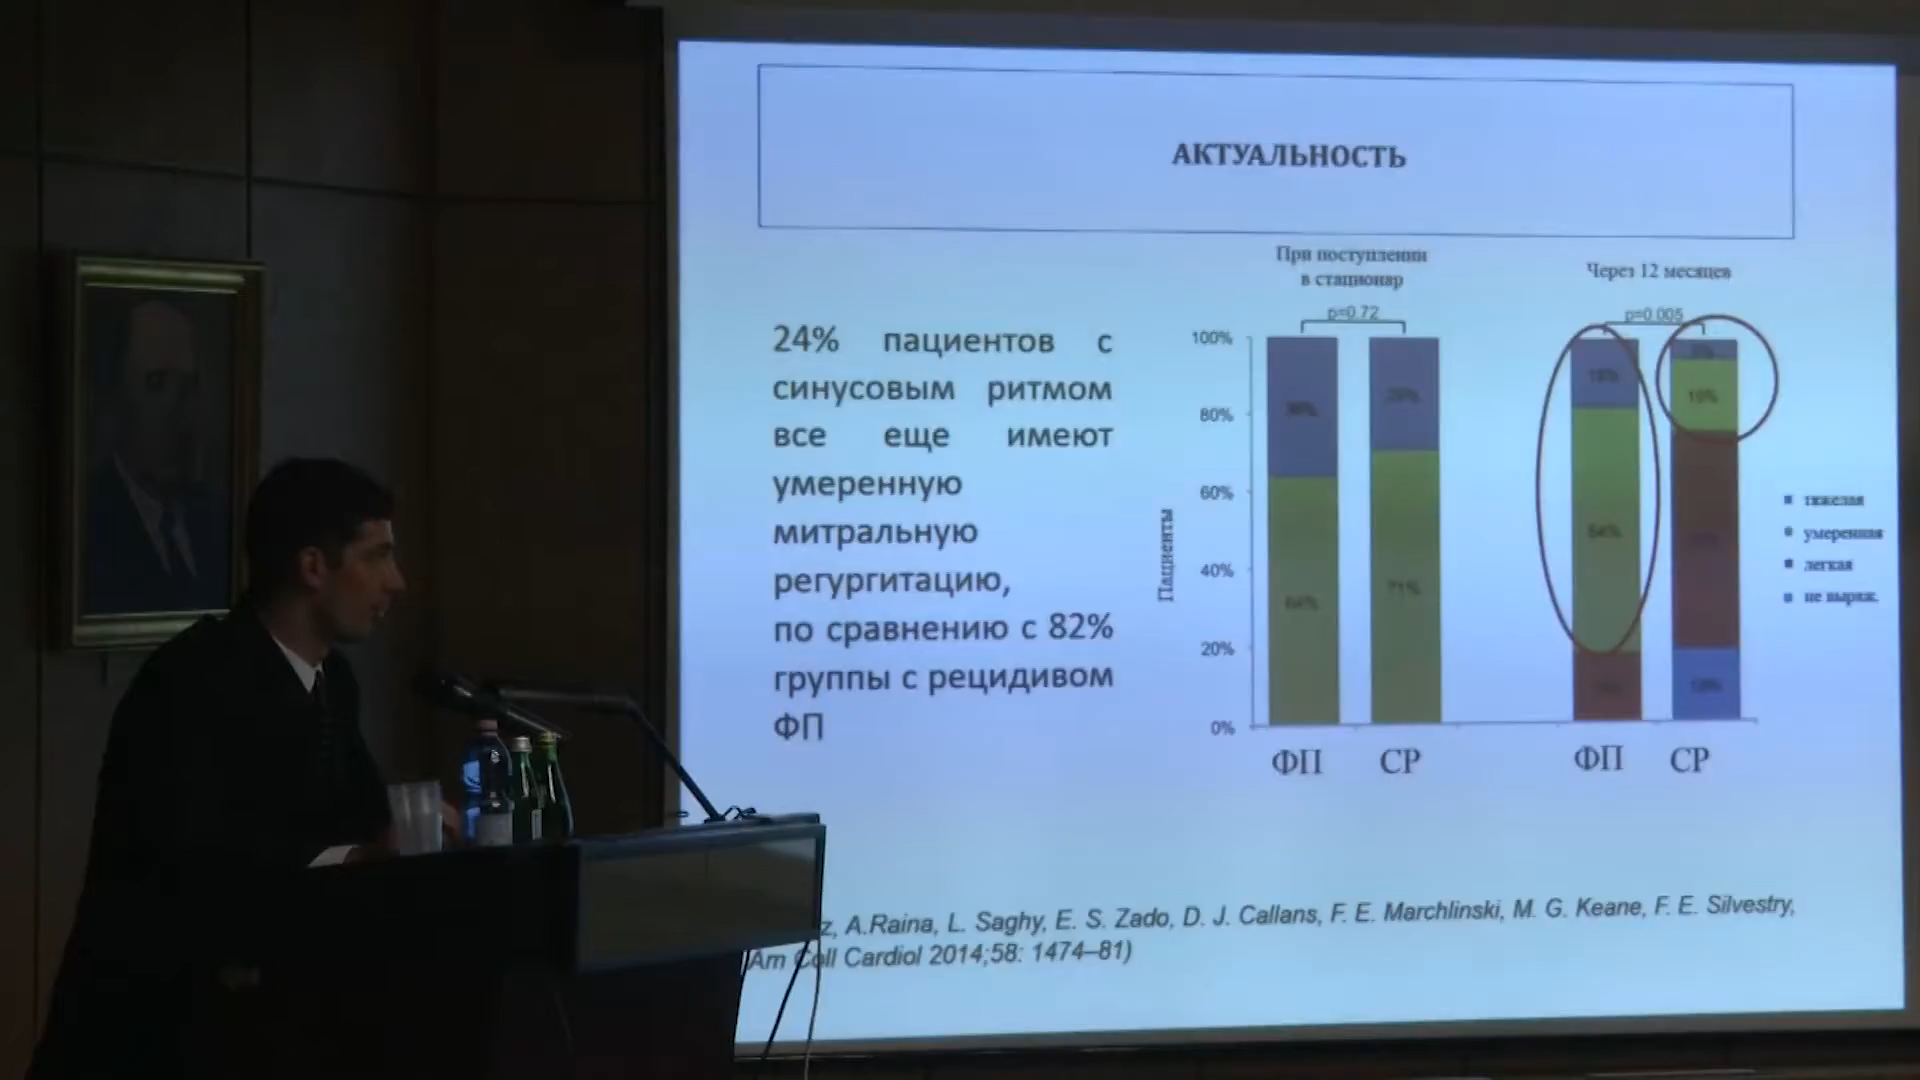 АКТУАЛЬНОСТЬ
24% пациентов с
синусовым ритмом
все еще имеют
умеренную
митральную
регургитацию,
по сравнению с 82%
группы с рецидивом
ФП
При поступлении
в стационар
Через 12 месяцев
p=0.72
p=0.005
100%
80%
60%
40%
20%
0%
Пациенты
64%
71%
64%
19%
ФП СР ФП СР
тяжелая
умеренная
легкая
не выраж.
A.Raina, L. Saghy, E. S. Zado, D. J. Callans, F. E. Marchlinski, M. G. Keane, F. E. Silvestry,
Am Coll Cardiol 2014;58: 1474–81)